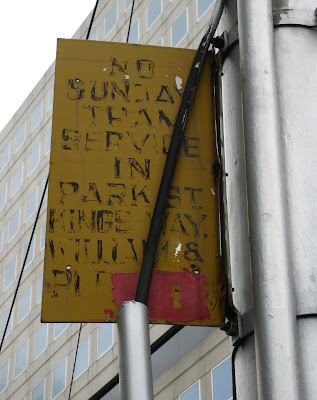 NO
SUNDAY
TRAM
SERVICE
IN
PARK ST.
KINGS WAY,
WILLIAM &